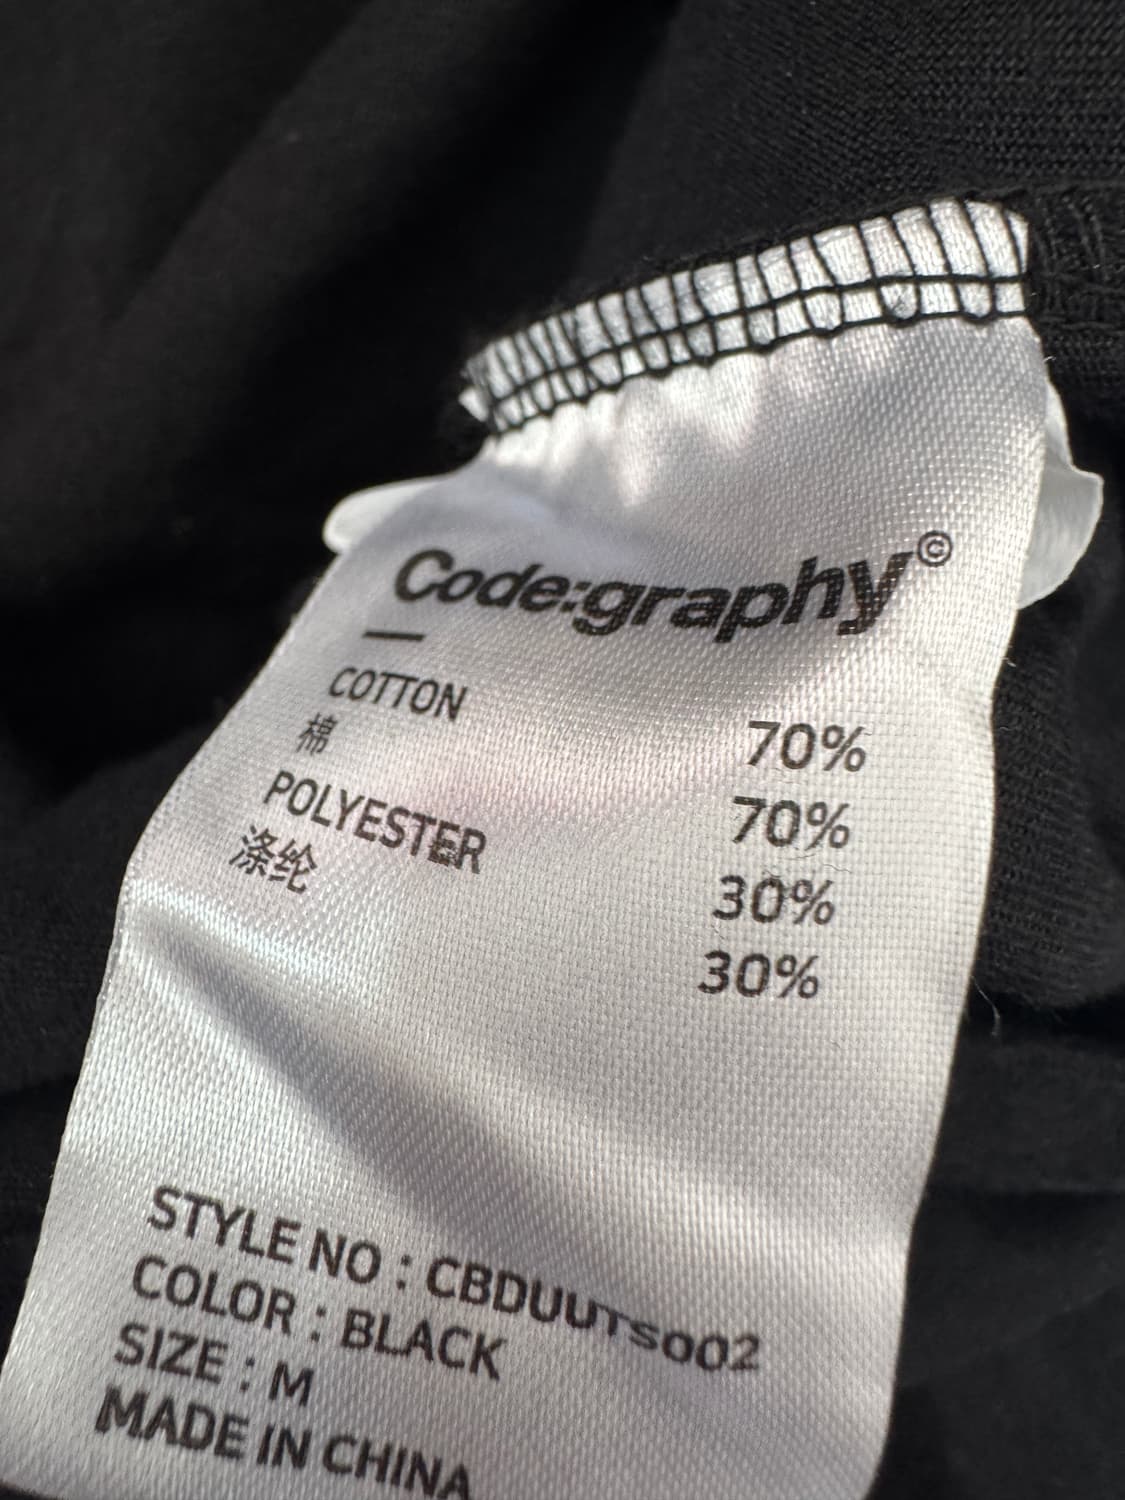 Code:graphy©
COTTON 70%
棉 70%
POLYESTER 30%
涤纶 30%
STYLE NO : CBDUUTS002
COLOR : BLACK
SIZE : M
MADE IN CHINA